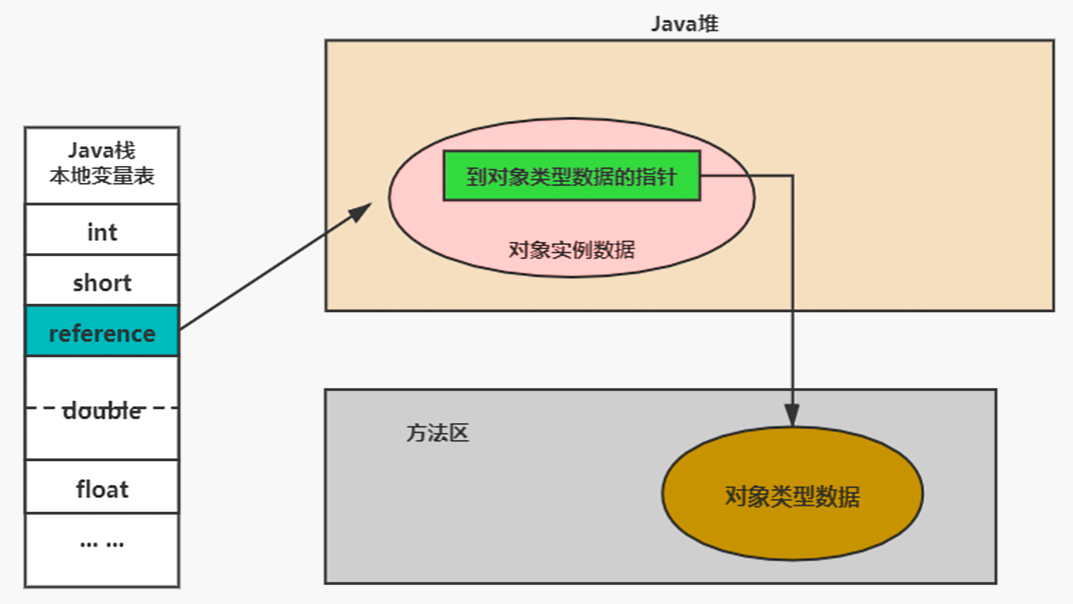 Java堆
Java栈
本地变量表
int
short
reference
double
float
... ...
到对象类型数据的指针
对象实例数据
方法区
对象类型数据